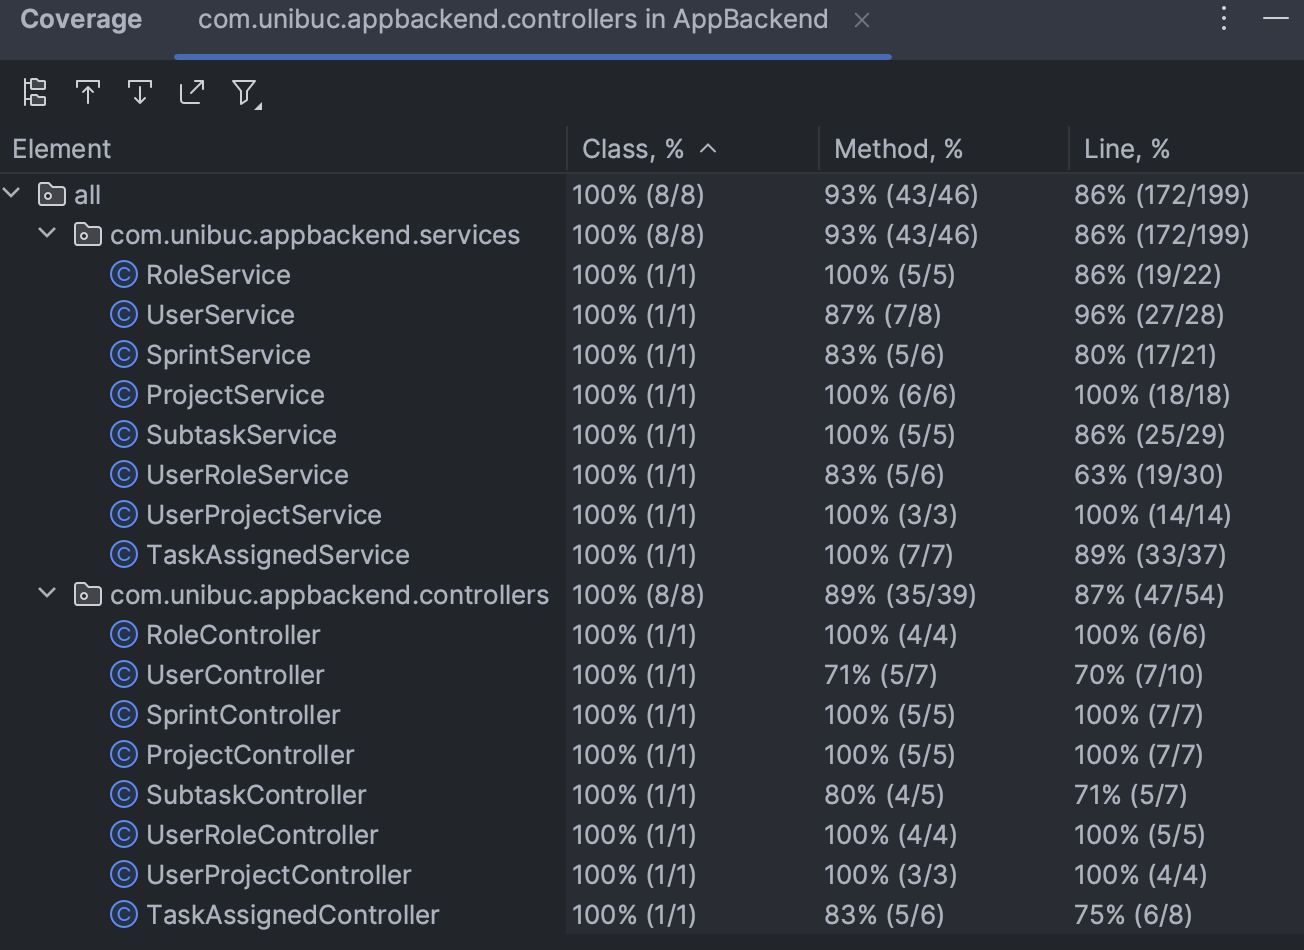 Coverage com.unibuc.appbackend.controllers in AppBackend
Element Class, % Method, % Line, %
all 100% (8/8) 93% (43/46) 86% (172/199)
com.unibuc.appbackend.services 100% (8/8) 93% (43/46) 86% (172/199)
RoleService 100% (1/1) 100% (5/5) 86% (19/22)
UserService 100% (1/1) 87% (7/8) 96% (27/28)
SprintService 100% (1/1) 83% (5/6) 80% (17/21)
ProjectService 100% (1/1) 100% (6/6) 100% (18/18)
SubtaskService 100% (1/1) 100% (5/5) 86% (25/29)
UserRoleService 100% (1/1) 83% (5/6) 63% (19/30)
UserProjectService 100% (1/1) 100% (3/3) 100% (14/14)
TaskAssignedService 100% (1/1) 100% (7/7) 89% (33/37)
com.unibuc.appbackend.controllers 100% (8/8) 89% (35/39) 87% (47/54)
RoleController 100% (1/1) 100% (4/4) 100% (6/6)
UserController 100% (1/1) 71% (5/7) 70% (7/10)
SprintController 100% (1/1) 100% (5/5) 100% (7/7)
ProjectController 100% (1/1) 100% (5/5) 100% (7/7)
SubtaskController 100% (1/1) 80% (4/5) 71% (5/7)
UserRoleController 100% (1/1) 100% (4/4) 100% (5/5)
UserProjectController 100% (1/1) 100% (3/3) 100% (4/4)
TaskAssignedController 100% (1/1) 83% (5/6) 75% (6/8)